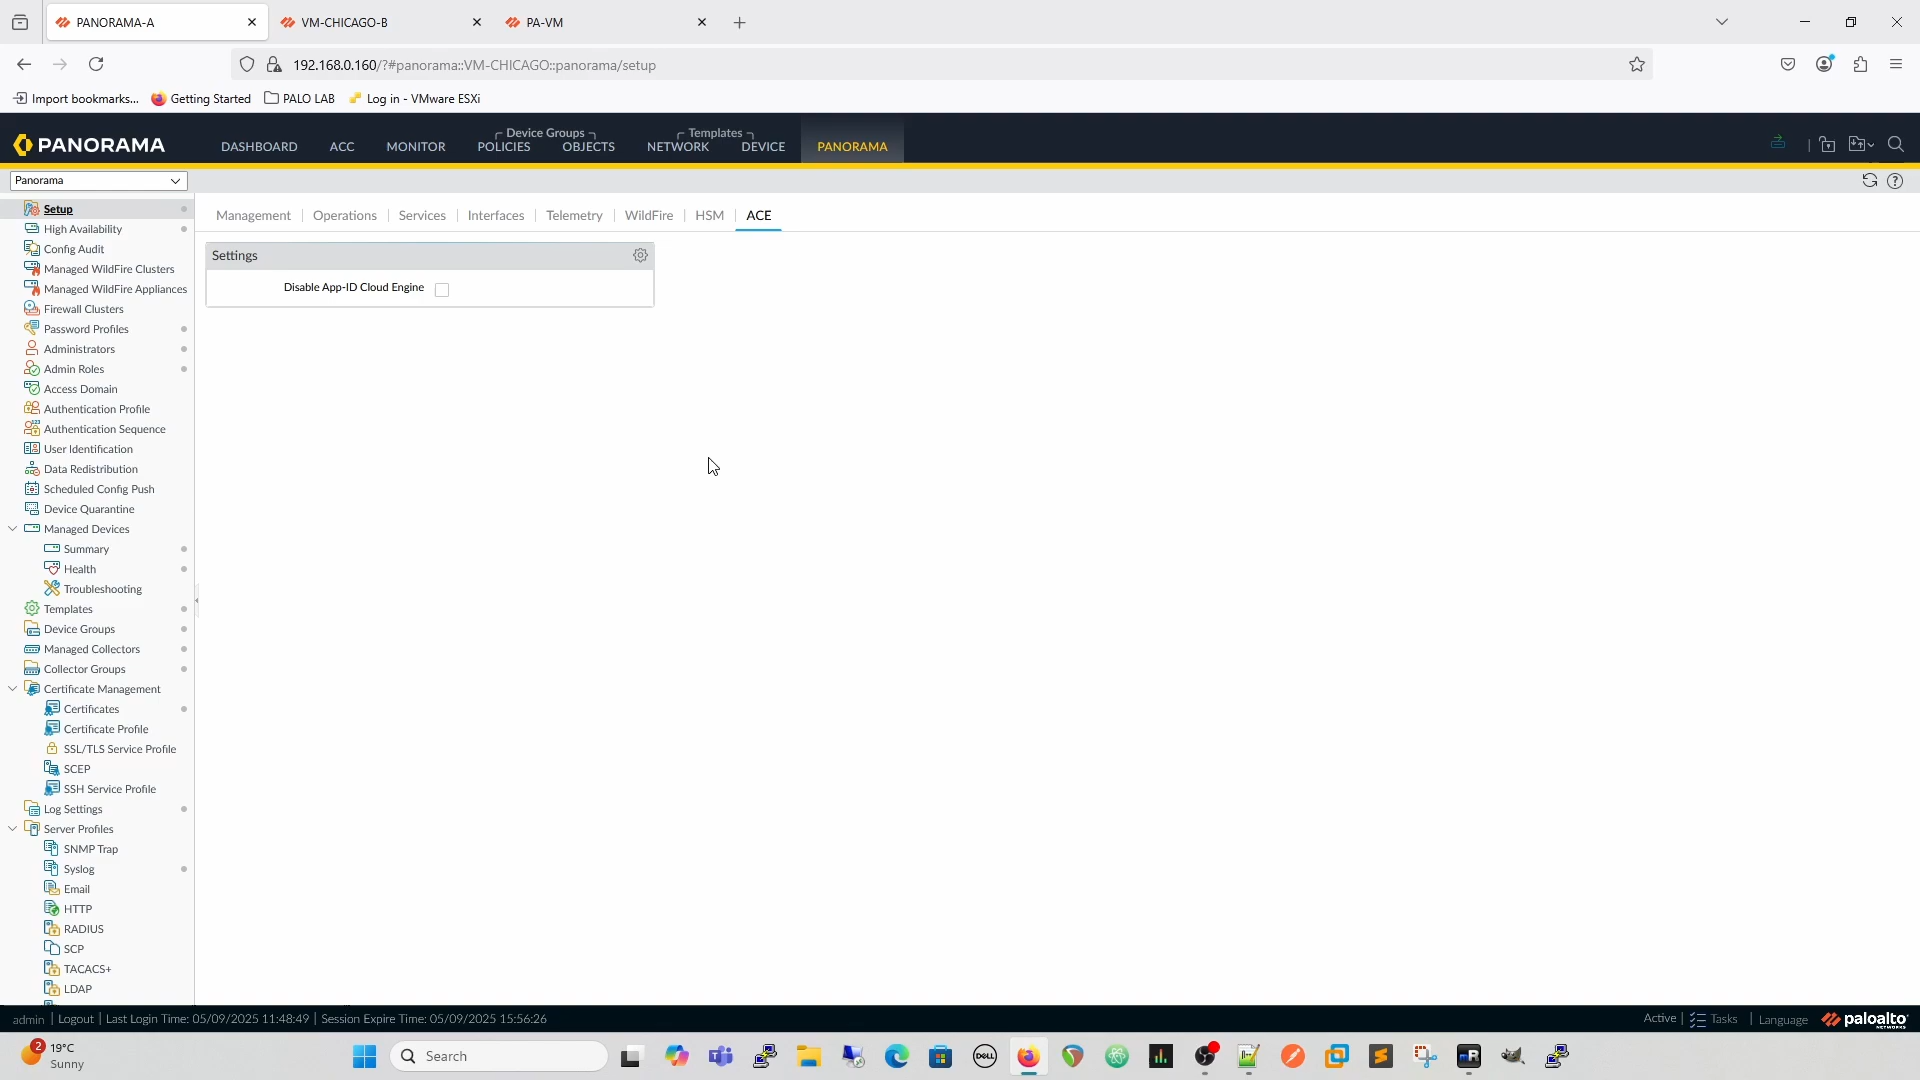 PANORAMA-A
VM-CHICAGO-B
PA-VM
192.168.0.160/?#panorama::VM-CHICAGO::panorama/setup
Import bookmarks...
Getting Started
PALO LAB
Log in - VMware ESXi
PANORAMA
DASHBOARD
ACC
MONITOR
Device Groups
POLICIES
OBJECTS
Templates
NETWORK
DEVICE
PANORAMA
Panorama
Setup
High Availability
Config Audit
Managed WildFire Clusters
Managed WildFire Appliances
Firewall Clusters
Password Profiles
Administrators
Admin Roles
Access Domain
Authentication Profile
Authentication Sequence
User Identification
Data Redistribution
Scheduled Config Push
Device Quarantine
Managed Devices
Summary
Health
Troubleshooting
Templates
Device Groups
Managed Collectors
Collector Groups
Certificate Management
Certificates
Certificate Profile
SSL/TLS Service Profile
SCEP
SSH Service Profile
Log Settings
Server Profiles
SNMP Trap
Syslog
Email
HTTP
RADIUS
SCP
TACACS+
LDAP
Management
Operations
Services
Interfaces
Telemetry
WildFire
HSM
ACE
Settings
Disable App-ID Cloud Engine
admin | Logout | Last Login Time: 05/09/2025 11:48:49 | Session Expire Time: 05/09/2025 15:56:26
Active | Tasks | Language
paloalto
NETWORKS
2
19°C
Sunny
Search
DELL